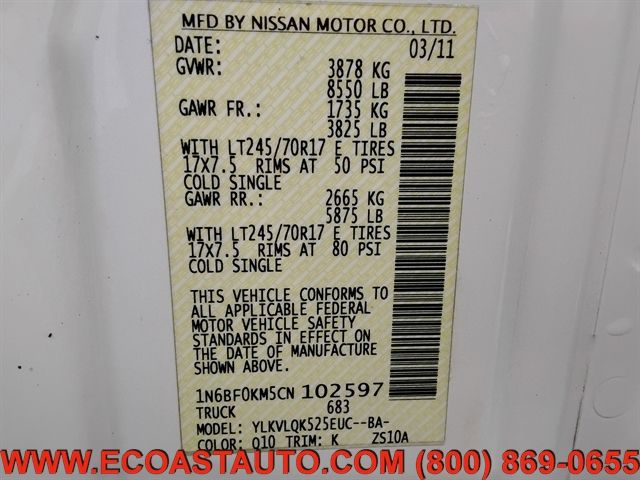 MFD BY NISSAN MOTOR CO., LTD.
DATE: 03/11
GVWR: 3878 KG
8550 LB
GAWR FR.: 1735 KG
3825 LB
WITH LT245/70R17 E TIRES
17X7.5 RIMS AT 50 PSI
COLD SINGLE
GAWR RR.: 2665 KG
5875 LB
WITH LT245/70R17 E TIRES
17X7.5 RIMS AT 80 PSI
COLD SINGLE
THIS VEHICLE CONFORMS TO
ALL APPLICABLE FEDERAL
MOTOR VEHICLE SAFETY
STANDARDS IN EFFECT ON
THE DATE OF MANUFACTURE
SHOWN ABOVE.
1N6BF0KM5CN 102597
TRUCK 683
MODEL: YLKVLQK525EUC--BA-
COLOR: Q10 TRIM: K ZS10A
WWW.ECOASTAUTO.COM (800) 869-0655